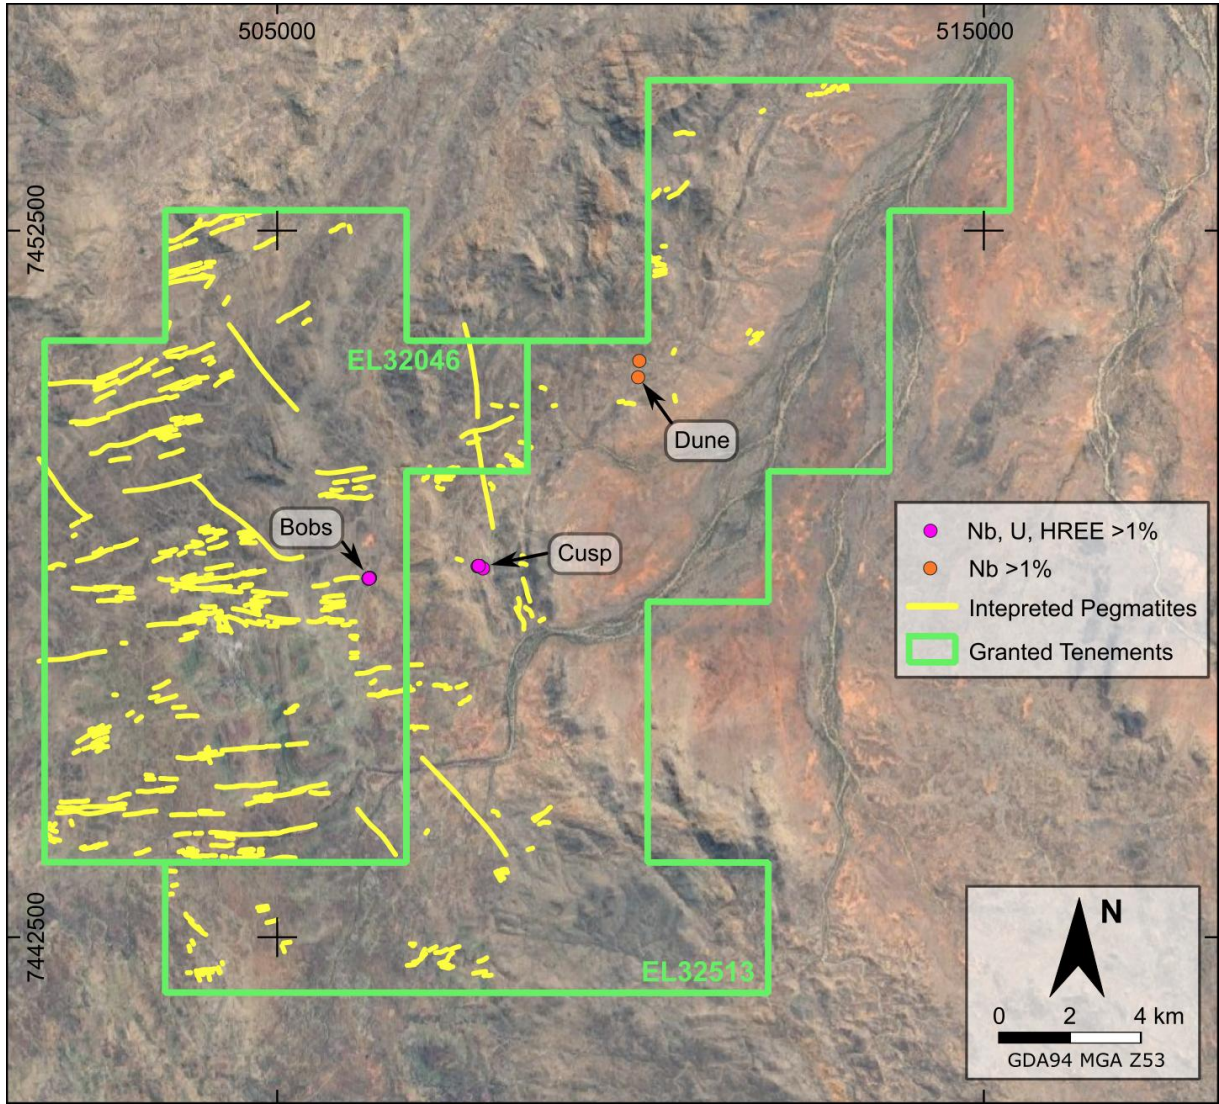 505000
515000
7452500
EL32046
Dune
Bobs
Cusp
Nb, U, HREE >1%
Nb >1%
Intepreted Pegmatites
Granted Tenements
7442500
EL32513
N
0 2 4 km
GDA94 MGA Z53